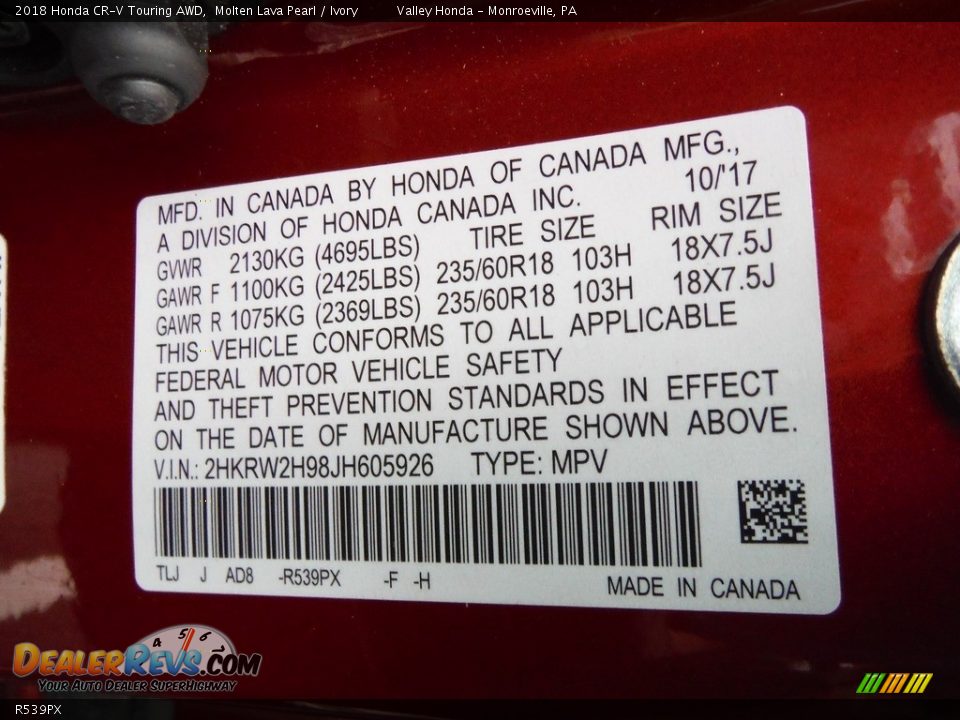 2018 Honda CR-V Touring AWD, Molten Lava Pearl / Ivory Valley Honda - Monroeville, PA
MFD. IN CANADA BY HONDA OF CANADA MFG.,
A DIVISION OF HONDA CANADA INC. 10/'17
GVWR 2130KG (4695LBS) TIRE SIZE RIM SIZE
GAWR F 1100KG (2425LBS) 235/60R18 103H 18X7.5J
GAWR R 1075KG (2369LBS) 235/60R18 103H 18X7.5J
THIS VEHICLE CONFORMS TO ALL APPLICABLE
FEDERAL MOTOR VEHICLE SAFETY
AND THEFT PREVENTION STANDARDS IN EFFECT
ON THE DATE OF MANUFACTURE SHOWN ABOVE.
V.I.N.: 2HKRW2H98JH605926 TYPE: MPV
TLJ J AD8 -R539PX -F -H
MADE IN CANADA
4 5 6
DEALERREVS.COM
YOUR AUTO DEALER SUPERHIGHWAY
R539PX